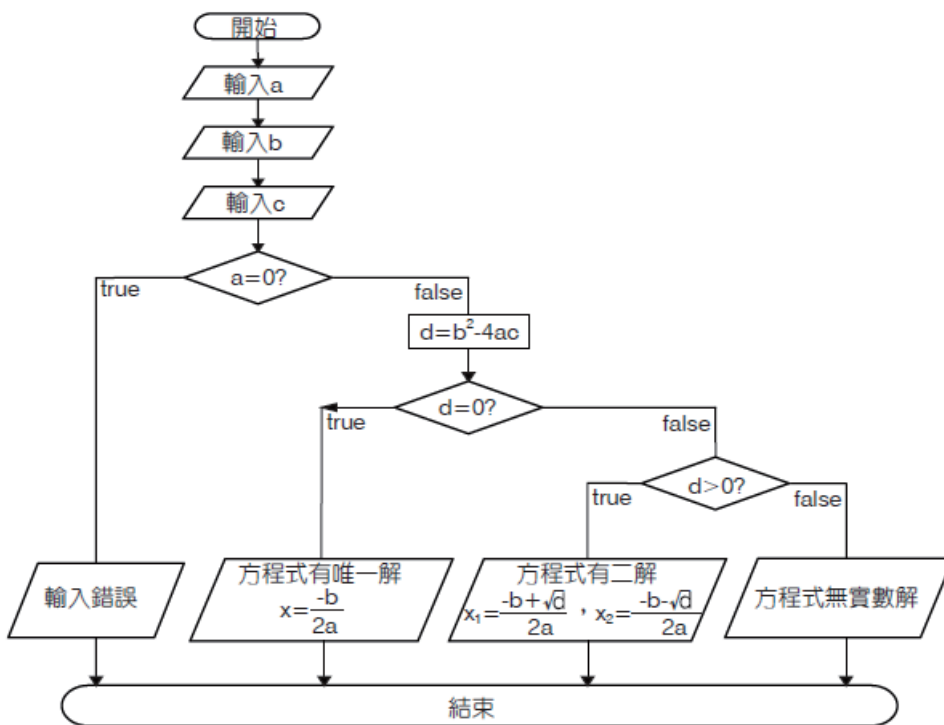 開始
輸入a
輸入b
輸入c
a=0?
true
false
d=b²-4ac
d=0?
true
false
d>0?
true
false
輸入錯誤
方程式有唯一解
x=-b/2a
方程式有二解
x₁=-b+√d/2a，x₂=-b-√d/2a
方程式無實數解
結束